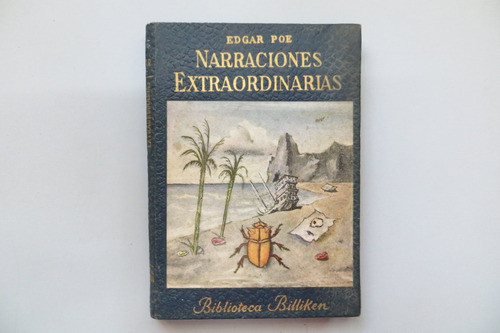 EDGAR POE
NARRACIONES
EXTRAORDINARIAS
Biblioteca Billiken